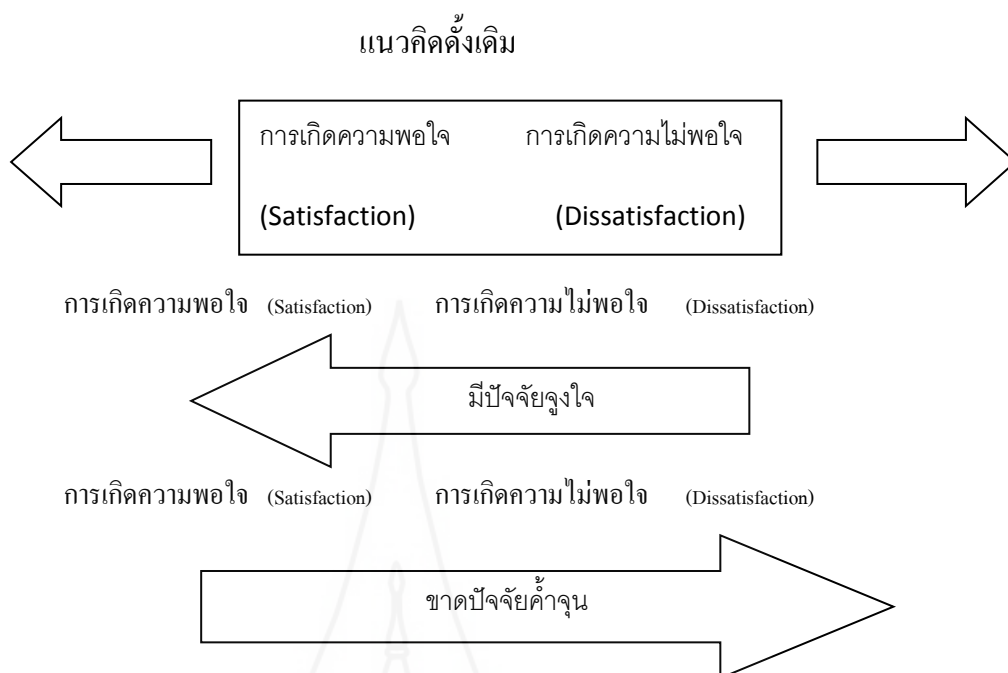 แนวคิดดั้งเดิม
การเกิดความพอใจ การเกิดความไม่พอใจ
(Satisfaction) (Dissatisfaction)
การเกิดความพอใจ (Satisfaction) การเกิดความไม่พอใจ (Dissatisfaction)
มีปัจจัยจูงใจ
การเกิดความพอใจ (Satisfaction) การเกิดความไม่พอใจ (Dissatisfaction)
ขาดปัจจัยค้ำจุน